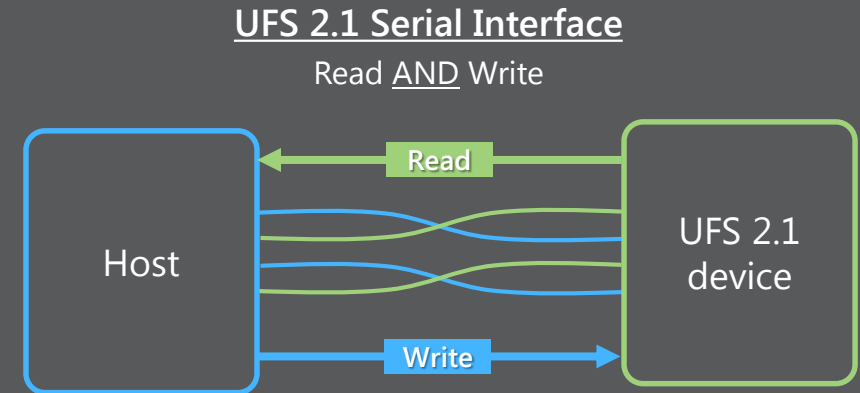 UFS 2.1 Serial Interface
Read AND Write
Read
Host
UFS 2.1
device
Write